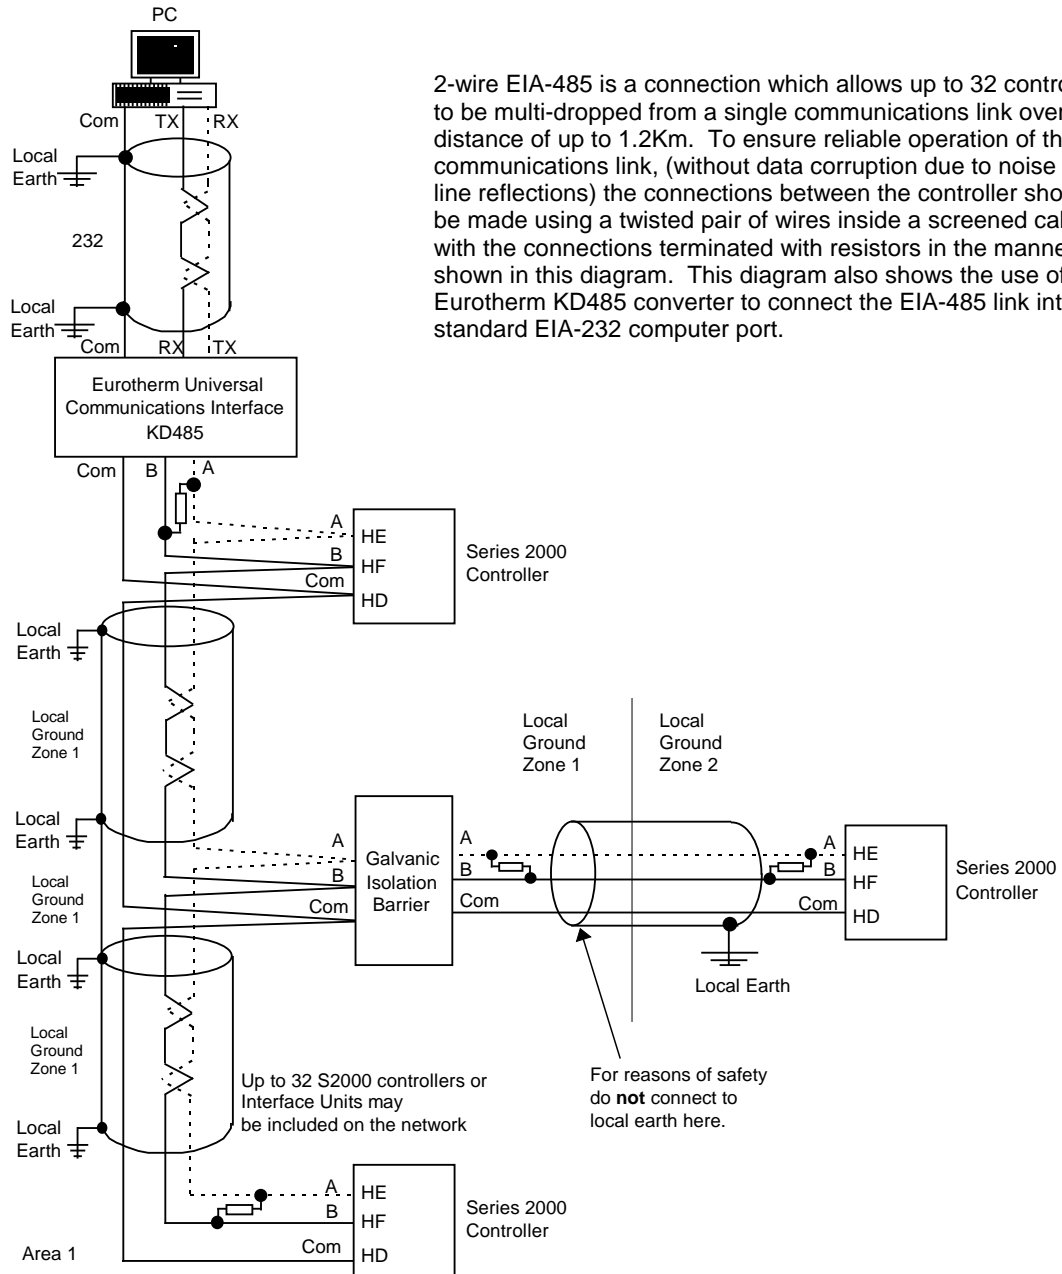 PC
2-wire EIA-485 is a connection which allows up to 32 contro
to be multi-dropped from a single communications link over
distance of up to 1.2Km. To ensure reliable operation of th
communications link, (without data corruption due to noise
line reflections) the connections between the controller sho
be made using a twisted pair of wires inside a screened cal
with the connections terminated with resistors in the manne
shown in this diagram. This diagram also shows the use of
Eurotherm KD485 converter to connect the EIA-485 link int
standard EIA-232 computer port.
Com TX RX
Local
Earth
232
Local
Earth
Com RX TX
Eurotherm Universal
Communications Interface
KD485
Com B A
A HE
B HF
Com HD
Series 2000
Controller
Local
Earth
Local
Ground
Zone 1
Local
Earth
Local
Ground
Zone 1
Local
Ground
Zone 2
A
B
Com
Galvanic
Isolation
Barrier
A
B
Com
A HE
B HF
Com HD
Series 2000
Controller
Local
Ground
Zone 1
Local
Earth
Local Earth
Local
Ground
Zone 1
For reasons of safety
do not connect to
local earth here.
Up to 32 S2000 controllers or
Interface Units may
be included on the network
Local
Earth
A HE
B HF
Com HD
Series 2000
Controller
Area 1